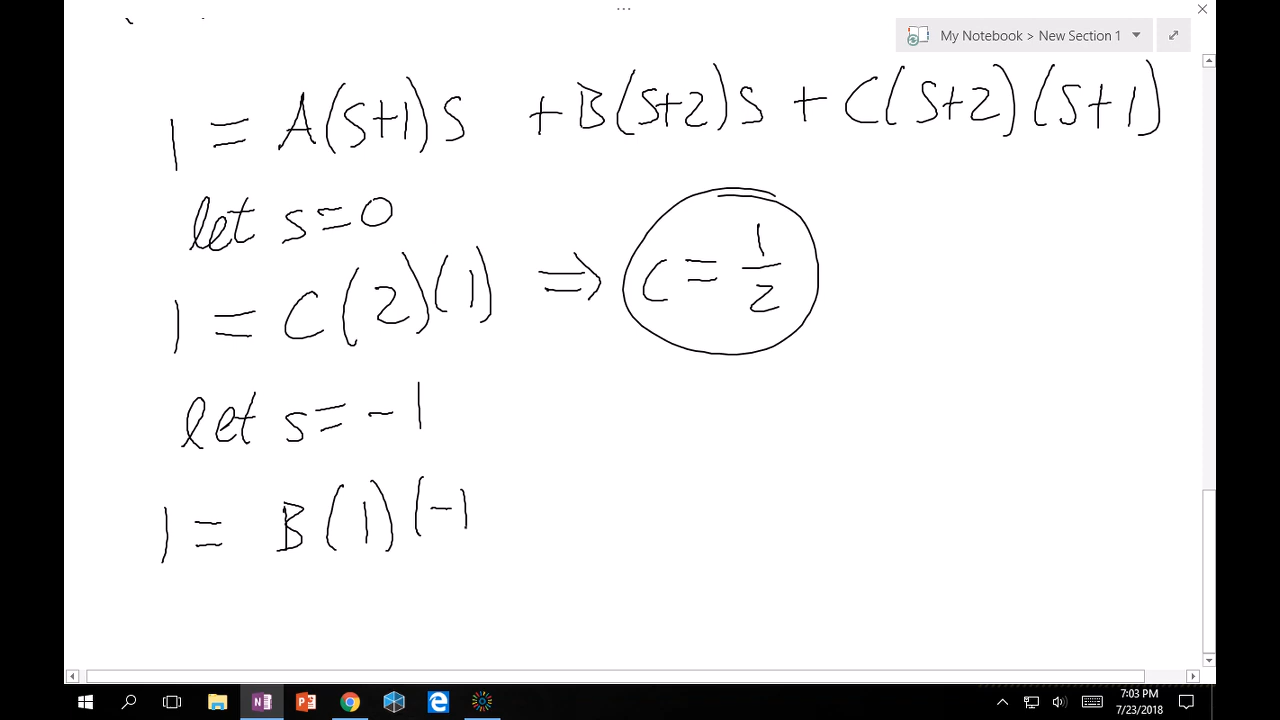 My Notebook > New Section 1
1 = A(s+1)s + B(s+2)s + C(s+2)(s+1)
let s=0
1 = C(2)(1) ⇒ C = 1/2
let s=-1
1 = B(1)(-1
7:03 PM
7/23/2018